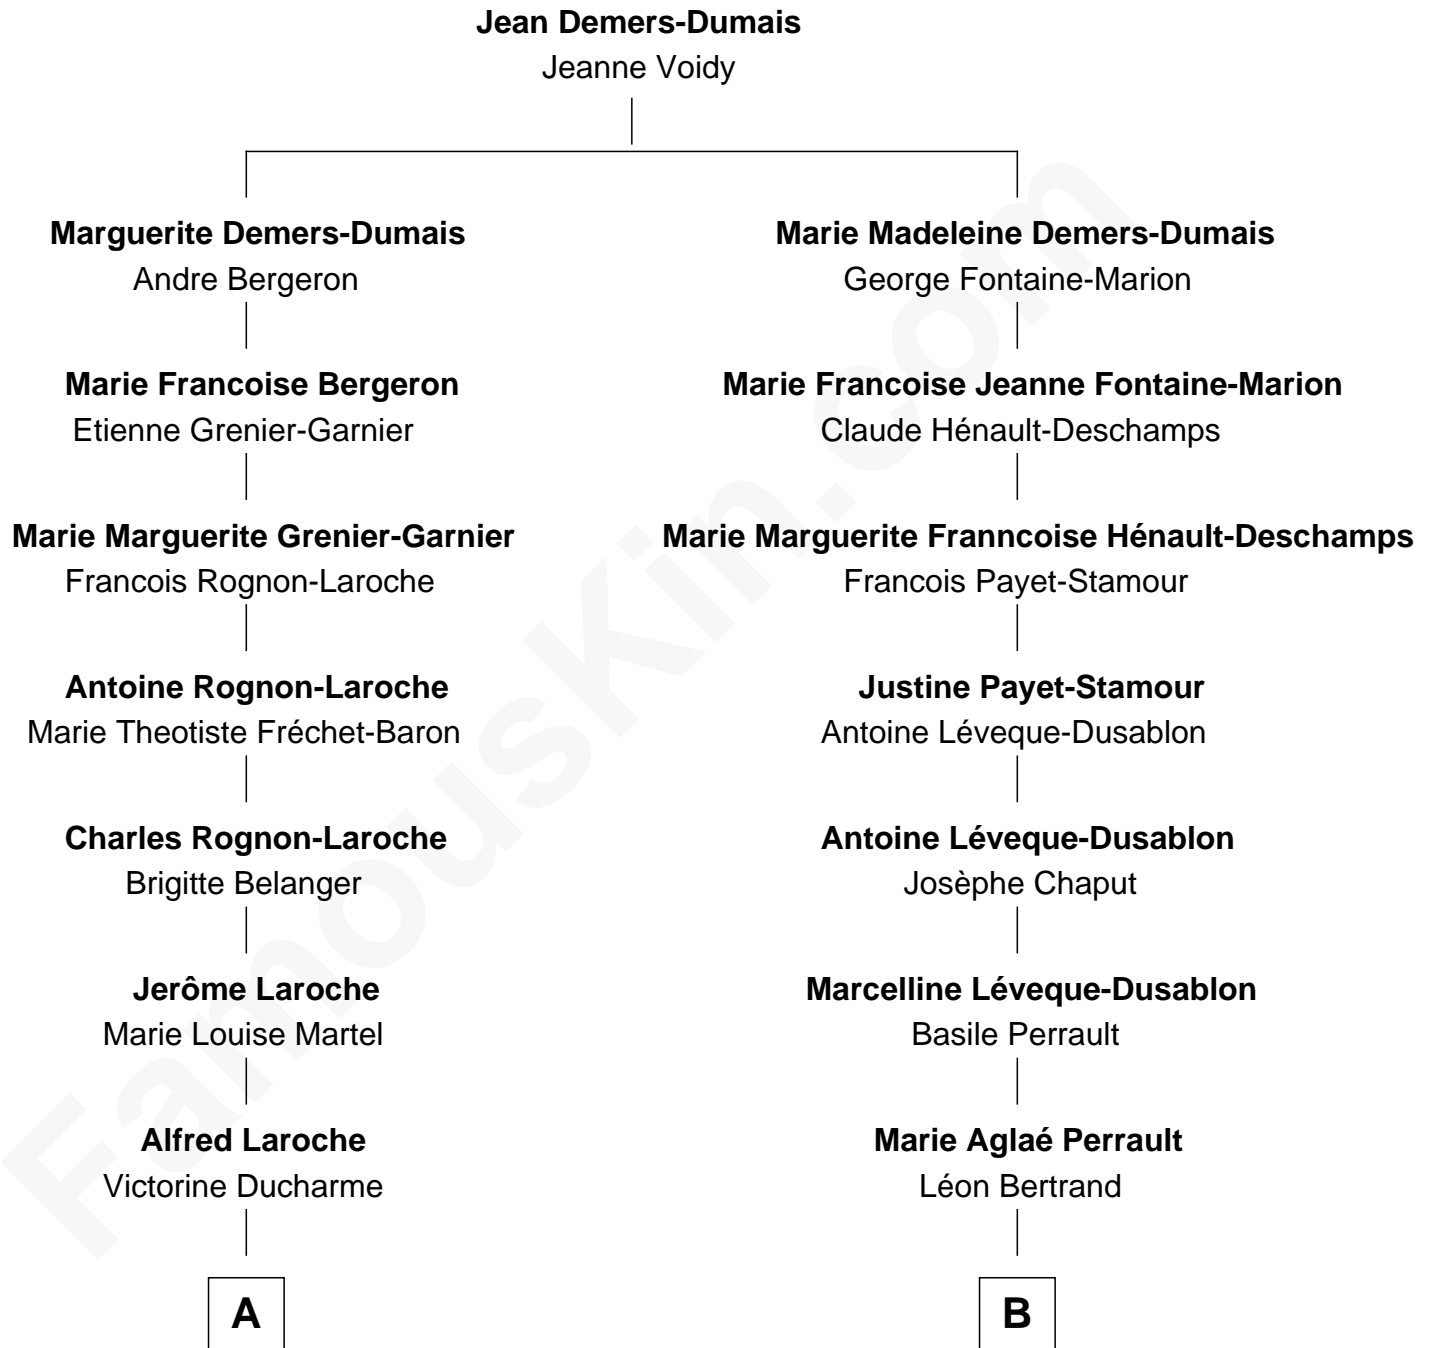 Jean Demers-Dumais
Jeanne Voidy
Marguerite Demers-Dumais
Andre Bergeron
Marie Madeleine Demers-Dumais
George Fontaine-Marion
Marie Francoise Bergeron
Etienne Grenier-Garnier
Marie Francoise Jeanne Fontaine-Marion
Claude Hénault-Deschamps
Marie Marguerite Grenier-Garnier
Francois Rognon-Laroche
Marie Marguerite Franncoise Hénault-Deschamps
Francois Payet-Stamour
Antoine Rognon-Laroche
Marie Theotiste Fréchet-Baron
Justine Payet-Stamour
Antoine Léveque-Dusablon
Charles Rognon-Laroche
Brigitte Belanger
Antoine Léveque-Dusablon
Josèphe Chaput
Jerôme Laroche
Marie Louise Martel
Marcelline Léveque-Dusablon
Basile Perrault
Alfred Laroche
Victorine Ducharme
Marie Aglaé Perrault
Léon Bertrand
A
B
FamousKin.com